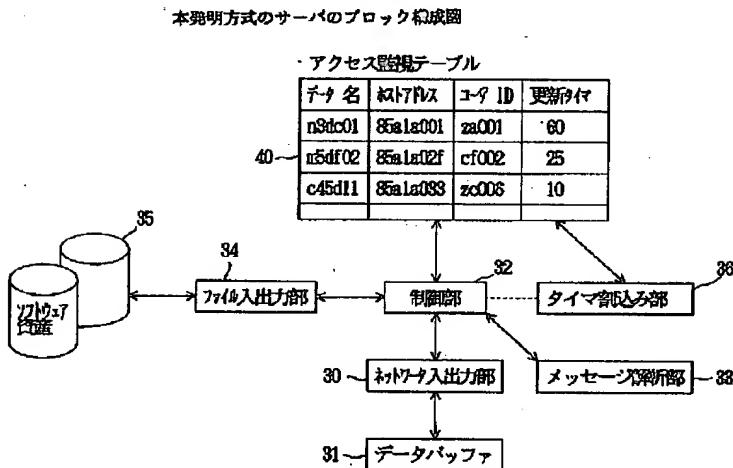 本発明方式のサーバのブロック構成図
アクセス監視テーブル
データ名 ホストアドレス ユーザ ID 更新タイマ
n3dc01 85a1a001 za001 60
m5df02 85a1a02f cf002 25
c45d11 85a1a033 zc006 10
40
35
34
32
36
ソフトウェア資産
ファイル入出力部
制御部
タイマ割込み部
30 ネットワーク入出力部
メッセージ解析部 33
31 データバッファ